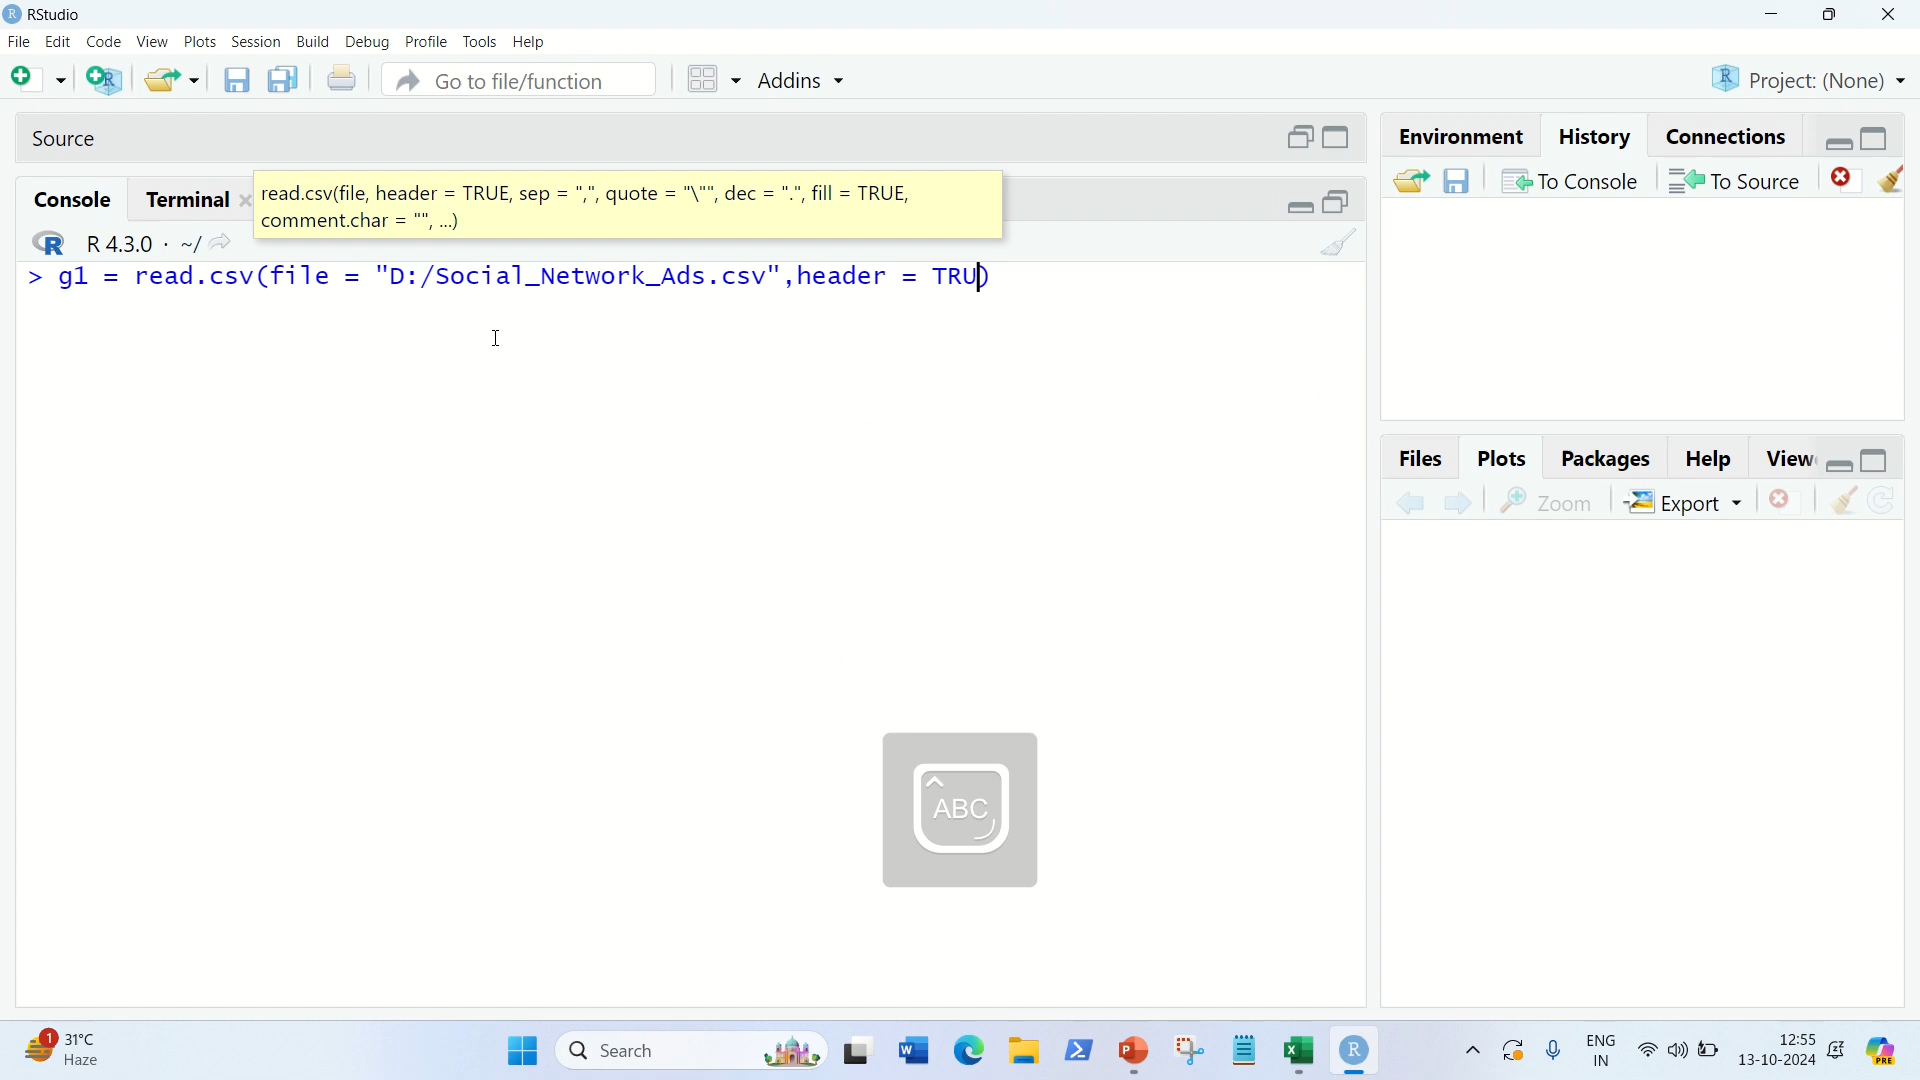 RStudio
File Edit Code View Plots Session Build Debug Profile Tools Help
Go to file/function
Addins
Project: (None)
Source
Console
Terminal
read.csv(file, header = TRUE, sep = ",", quote = "\"", dec = ".", fill = TRUE,
comment.char = "", ...)
R 4.3.0 · ~/
> g1 = read.csv(file = "D:/Social_Network_Ads.csv",header = TRU)
Environment History Connections
To Console To Source
Files Plots Packages Help View
Zoom Export
ABC
1
31°C
Haze
Search
ENG
IN
12:55
13-10-2024
PRE